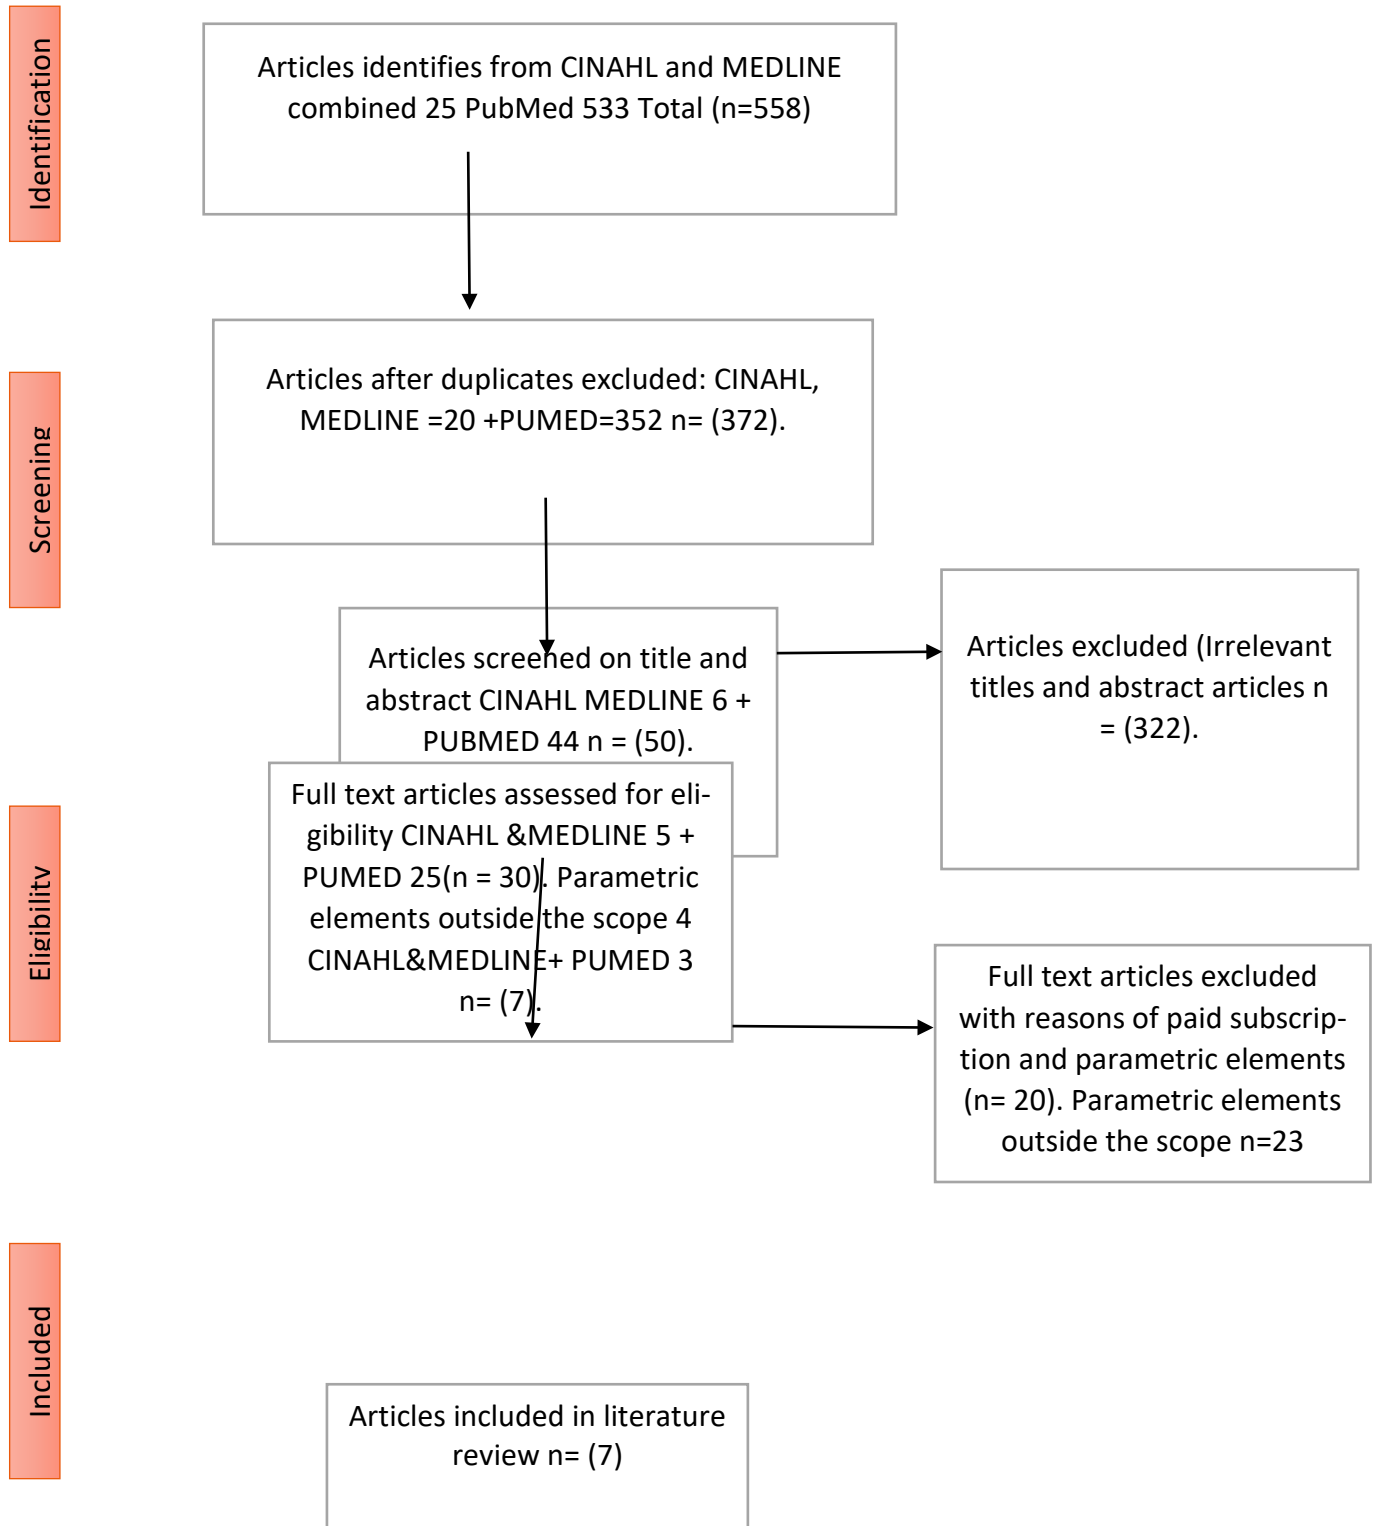 Identification
Articles identifies from CINAHL and MEDLINE
combined 25 PubMed 533 Total (n=558)
Screening
Articles after duplicates excluded: CINAHL,
MEDLINE =20 +PUMED=352 n= (372).
Articles screened on title and
abstract CINAHL MEDLINE 6 +
PUBMED 44 n = (50).
Articles excluded (Irrelevant
titles and abstract articles n
= (322).
Eligibility
Full text articles assessed for eli-
gibility CINAHL &MEDLINE 5 +
PUMED 25(n = 30). Parametric
elements outside the scope 4
CINAHL&MEDLINE+ PUMED 3
n= (7).
Full text articles excluded
with reasons of paid subscrip-
tion and parametric elements
(n= 20). Parametric elements
outside the scope n=23
Included
Articles included in literature
review n= (7)